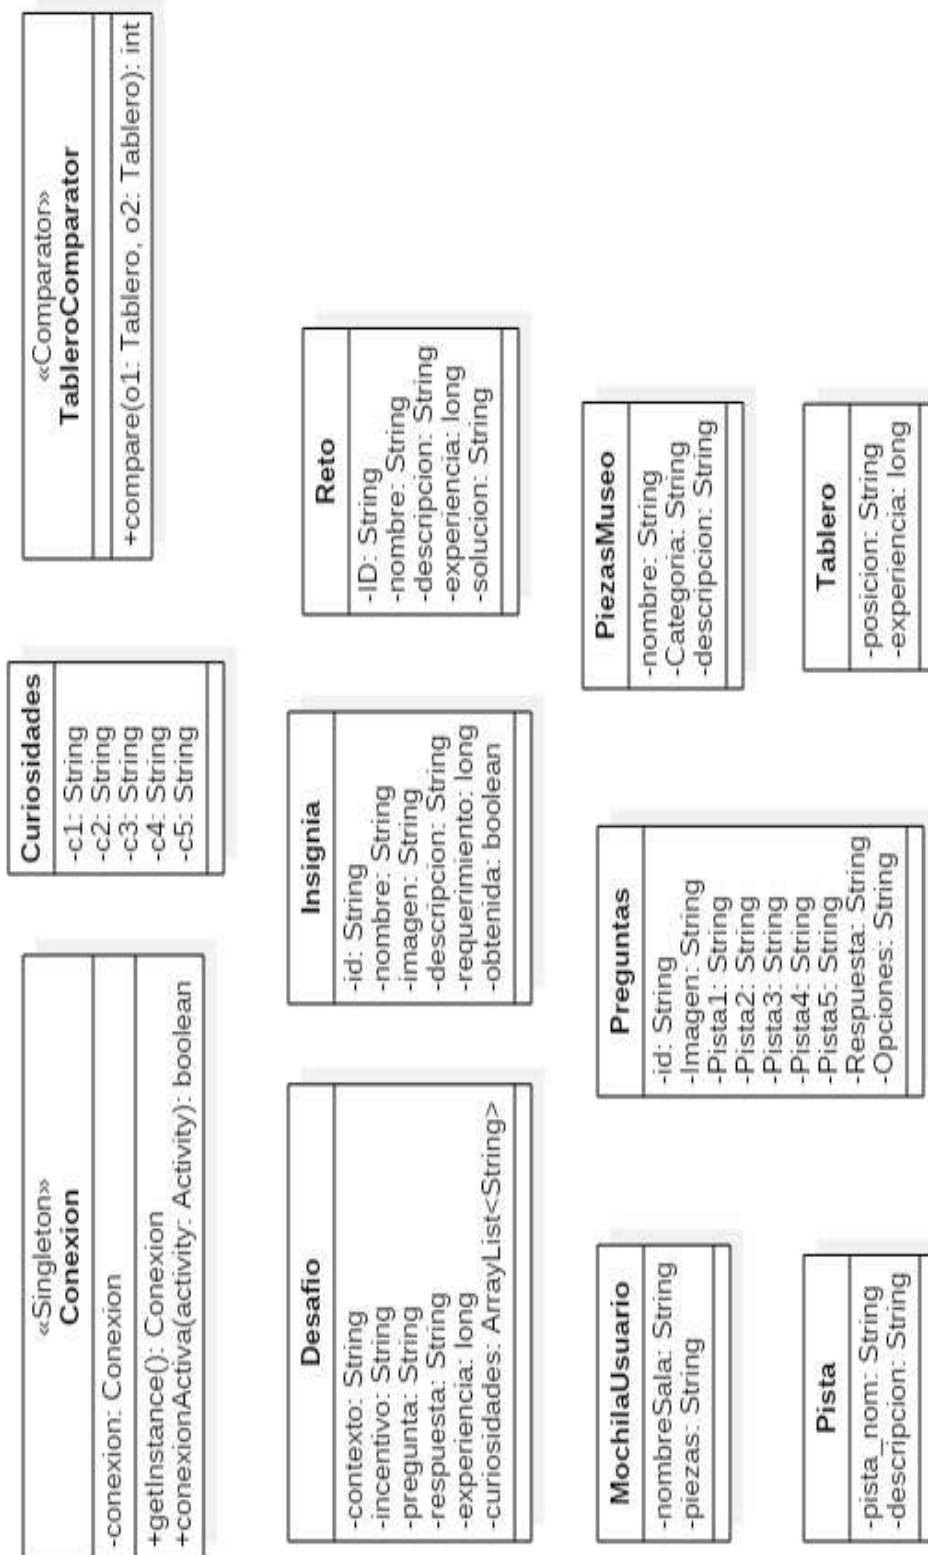 «Singleton»
Conexion
-conexion: Conexion
+getInstance(): Conexion
+conexionActiva(activity: Activity): boolean
Curiosidades
-c1: String
-c2: String
-c3: String
-c4: String
-c5: String
«Comparator»
TableroComparator
+compare(o1: Tablero, o2: Tablero): int
Desafio
-contexto: String
-incentivo: String
-pregunta: String
-respuesta: String
-experiencia: long
-curiosidades: ArrayList<String>
Insignia
-id: String
-nombre: String
-imagen: String
-descripcion: String
-requerimiento: long
-obtenida: boolean
Reto
-ID: String
-nombre: String
-descripcion: String
-experiencia: long
-solucion: String
MochilaUsuario
-nombreSala: String
-piezas: String
Preguntas
-id: String
-Imagen: String
-Pista1: String
-Pista2: String
-Pista3: String
-Pista4: String
-Pista5: String
-Respuesta: String
-Opciones: String
PiezasMuseo
-nombre: String
-Categoria: String
-descripcion: String
Pista
-pista_nom: String
-descripcion: String
Tablero
-posicion: String
-experiencia: long